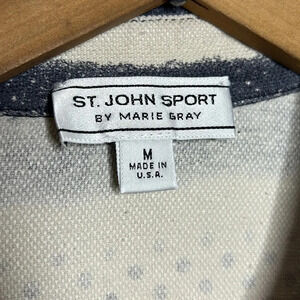 ST. JOHN SPORT
BY MARIE GRAY
M
MADE IN
U.S.A.